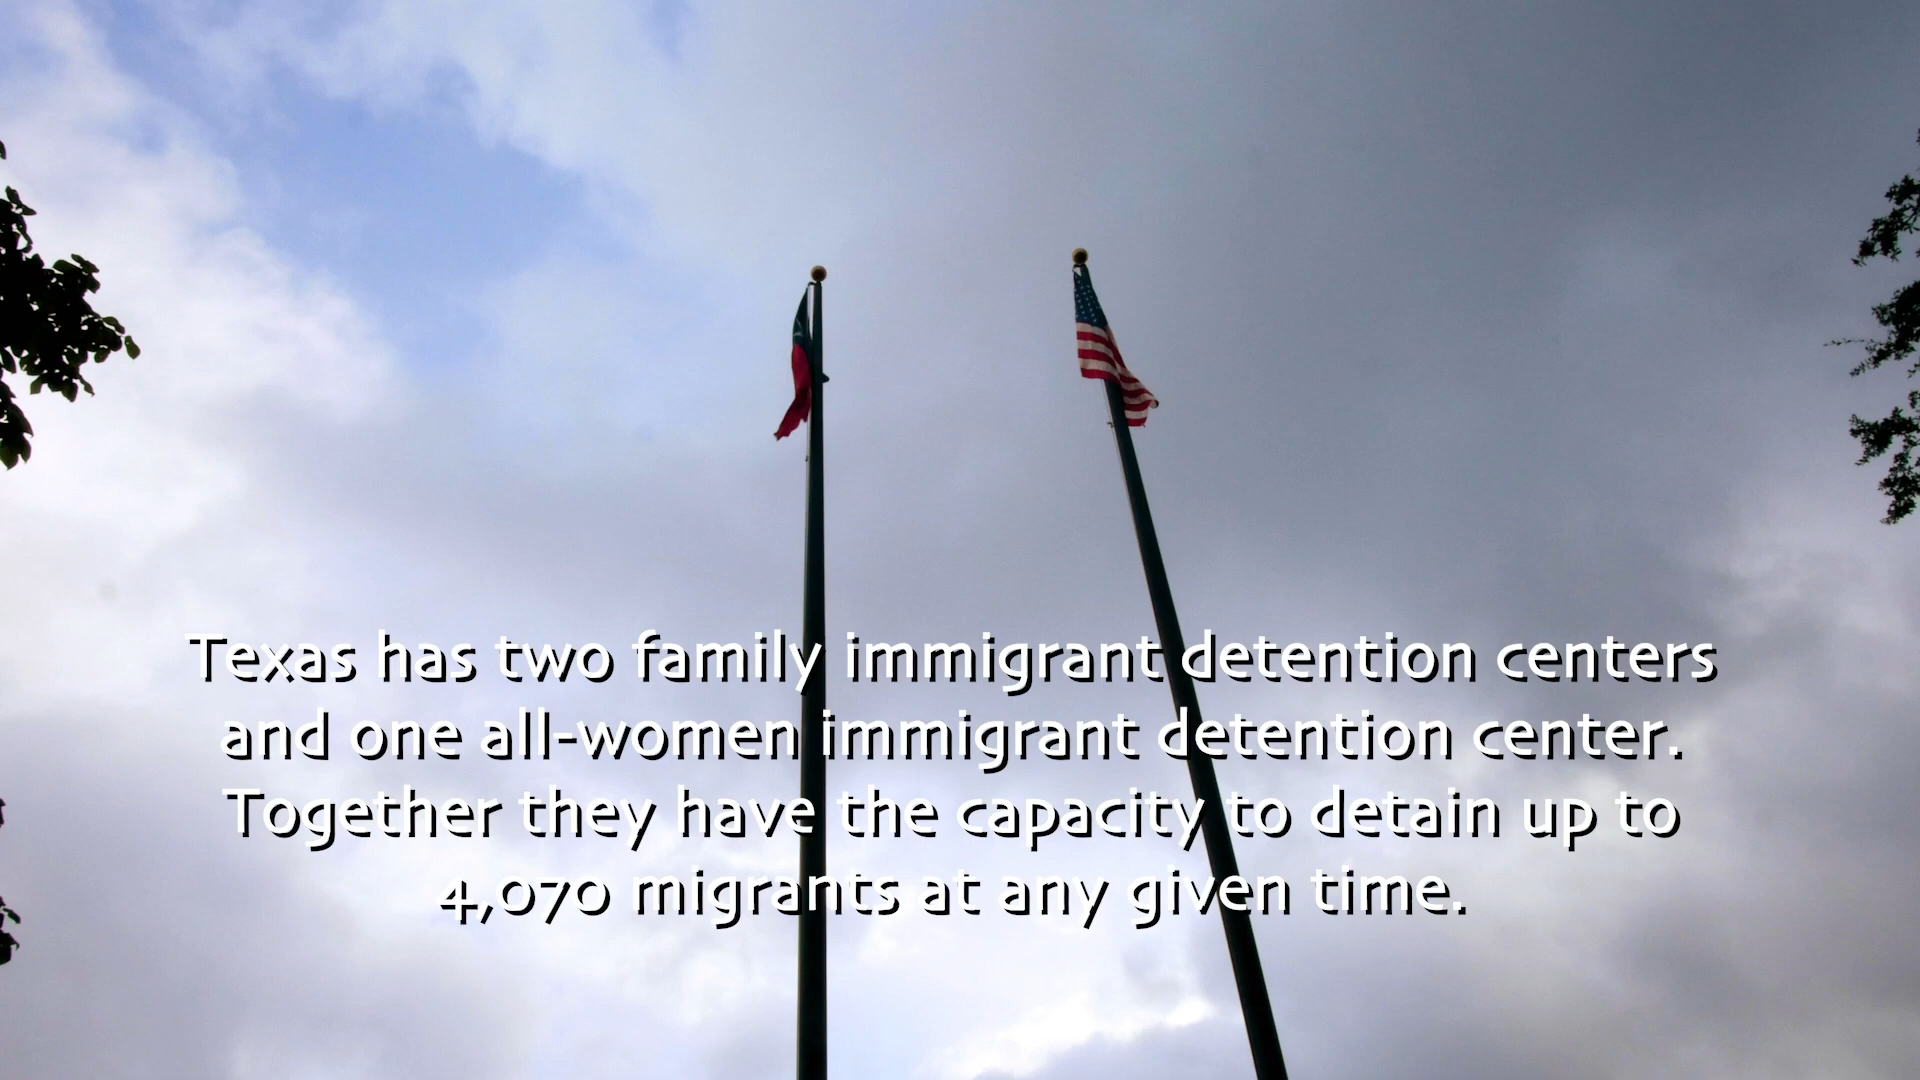 Texas has two family immigrant detention centers
and one all-women immigrant detention center.
Together they have the capacity to detain up to
4,070 migrants at any given time.